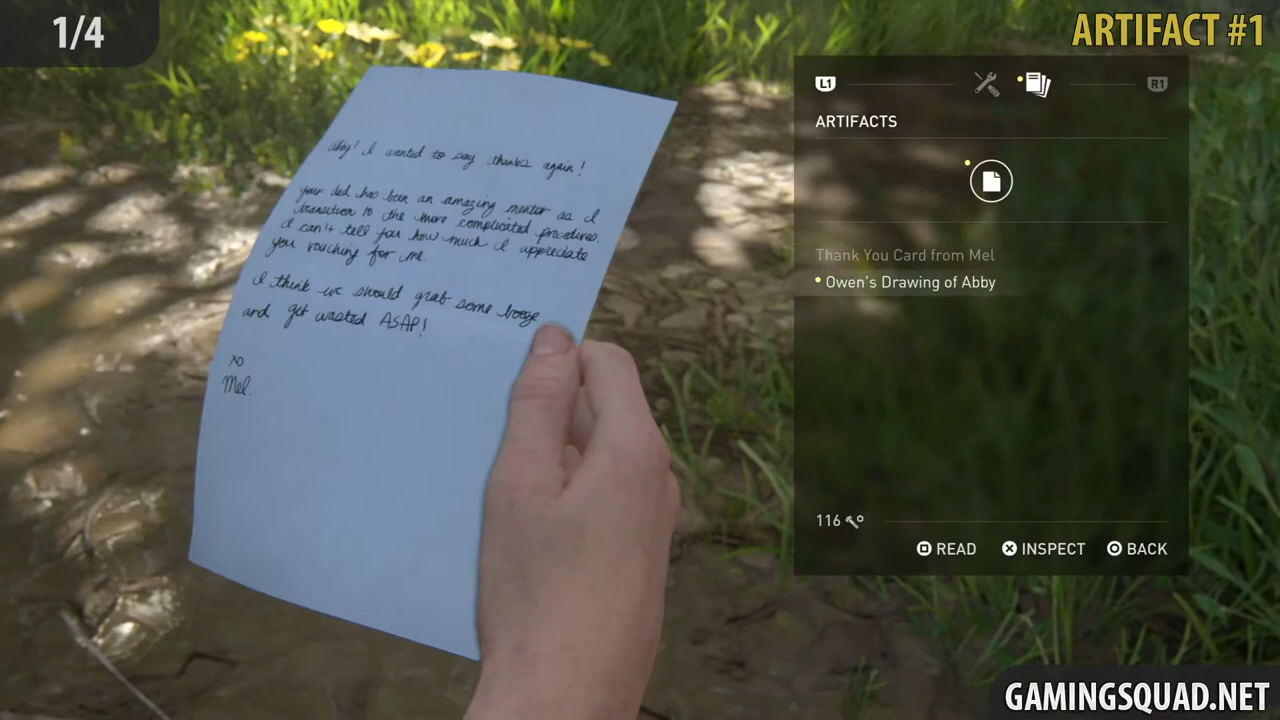 1/4
ARTIFACT #1
Abby! I wanted to say thanks again!
Your dad has been an amazing mentor as I
transition to the more complicated procedures.
I can't tell you how much I appreciate
you vouching for me.
I think we should grab some booze
and get wasted ASAP!
XO
Mel.
L1
R1
ARTIFACTS
Thank You Card from Mel
Owen's Drawing of Abby
116
READ
INSPECT
BACK
GAMINGSQUAD.NET